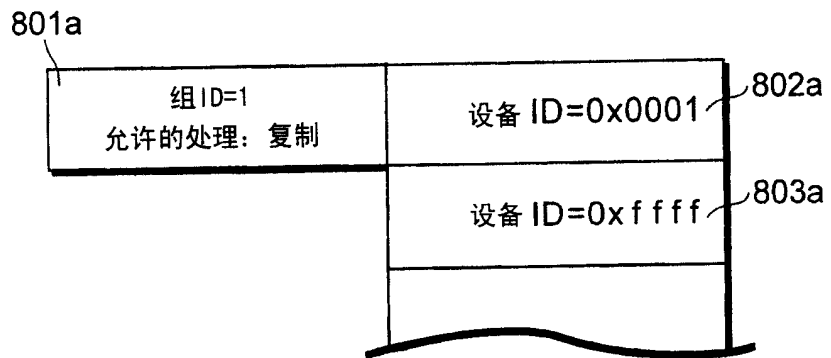 801a
组ID=1
允许的处理：复制
设备 ID=0x0001
802a
设备 ID=0xffff
803a